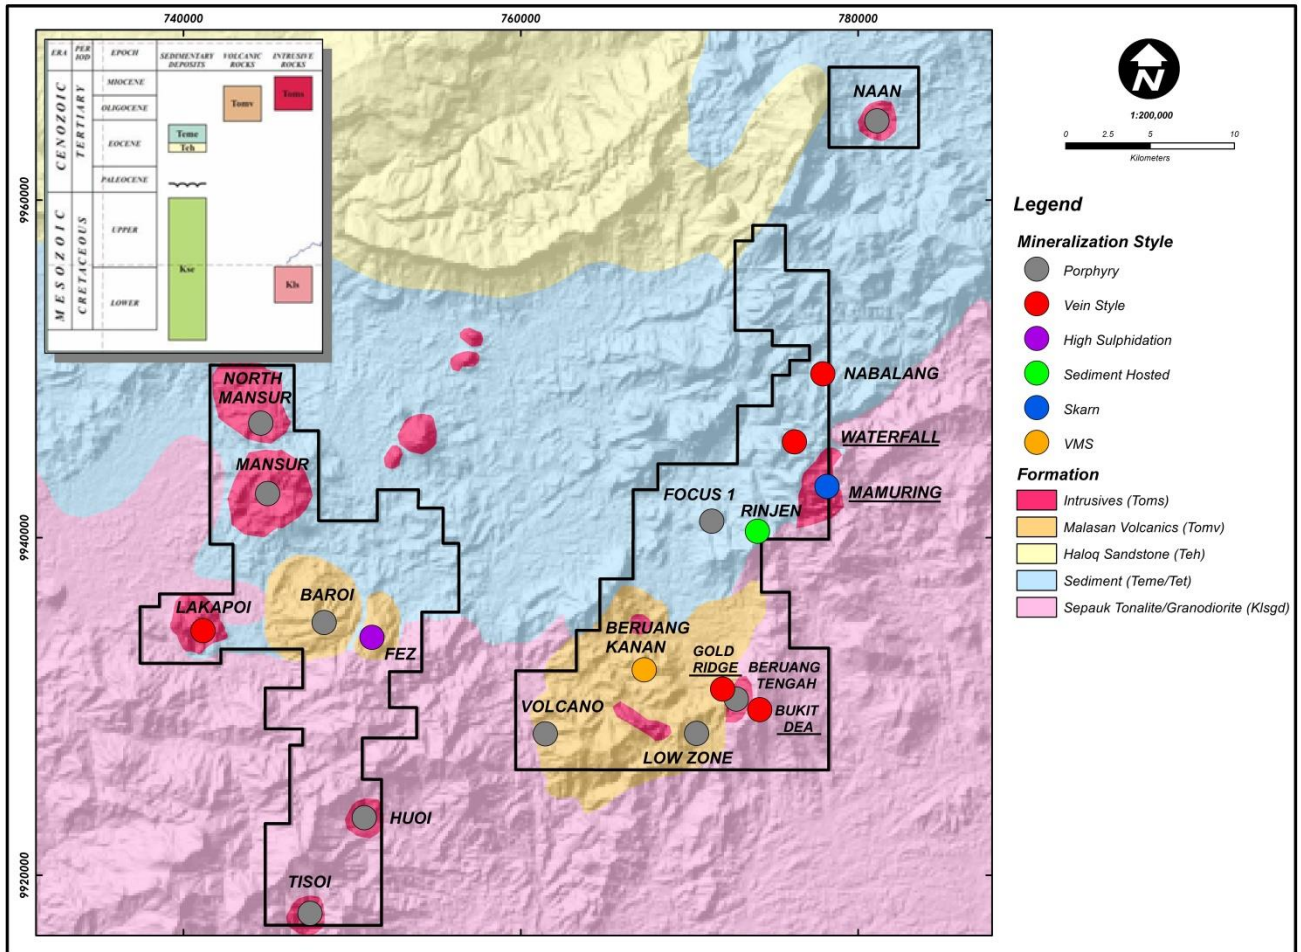 740000
760000
780000
9960000
9940000
9920000
ERA
PER IOD
EPOCH
SEDIMENTARY DEPOSITS
VOLCANIC ROCKS
INTRUSIVE ROCKS
CENOZOIC
TERTIARY
MIOCENE
OLIGOCENE
EOCENE
PALEOCENE
MESOZOIC
CRETACEOUS
UPPER
LOWER
Teme
Teh
Tomv
Toms
Kse
Kls
NAAN
NORTH
MANSUR
MANSUR
LAKAPOI
BAROI
FEZ
HUOI
TISOI
NABALANG
WATERFALL
MAMURING
FOCUS 1
RINJEN
BERUANG
KANAN
GOLD
RIDGE
BERUANG
TENGAH
BUKIT
DEA
VOLCANO
LOW ZONE
N
1:200,000
0 2.5 5 10
Kilometers
Legend
Mineralization Style
Porphyry
Vein Style
High Sulphidation
Sediment Hosted
Skarn
VMS
Formation
Intrusives (Toms)
Malasan Volcanics (Tomv)
Haloq Sandstone (Teh)
Sediment (Teme/Tet)
Sepauk Tonalite/Granodiorite (Klsgd)